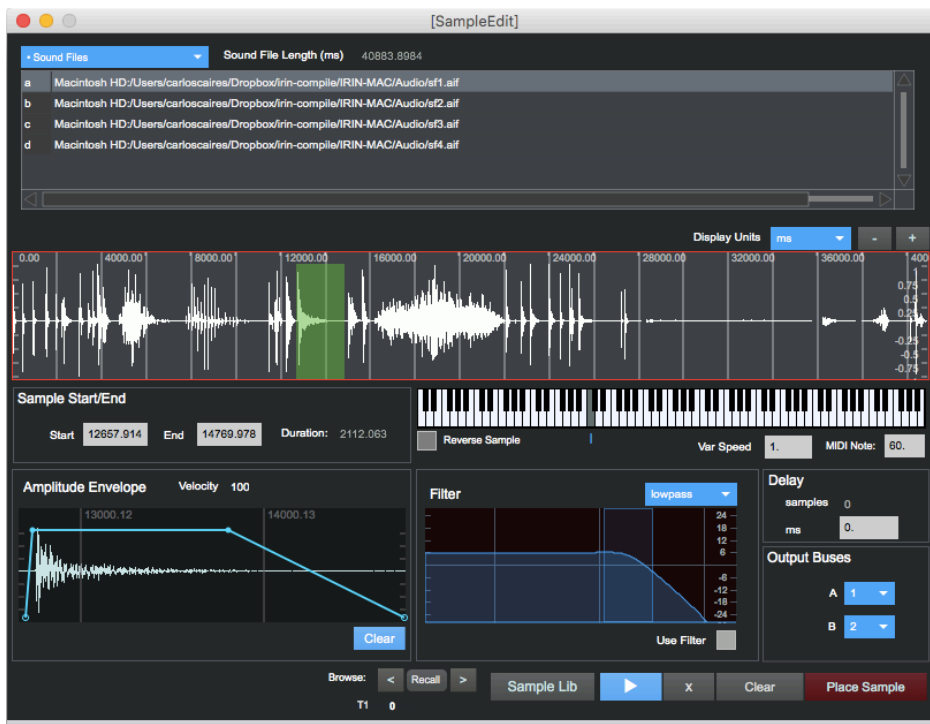 [SampleEdit]
• Sound Files Sound File Length (ms) 40883.8984
a Macintosh HD:/Users/carloscaires/Dropbox/irin-compile/IRIN-MAC/Audio/sf1.aif
b Macintosh HD:/Users/carloscaires/Dropbox/irin-compile/IRIN-MAC/Audio/sf2.aif
c Macintosh HD:/Users/carloscaires/Dropbox/irin-compile/IRIN-MAC/Audio/sf3.aif
d Macintosh HD:/Users/carloscaires/Dropbox/irin-compile/IRIN-MAC/Audio/sf4.aif
Display Units ms - +
0.00 4000.00 8000.00 12000.00 16000.00 20000.00 24000.00 28000.00 32000.00 36000.00 400
0.75
0.5
0.25
-0.25
-0.5
-0.75
Sample Start/End
Start 12657.914 End 14769.978 Duration: 2112.063
Reverse Sample
Var Speed 1. MIDI Note: 60.
Amplitude Envelope Velocity 100
13000.12 14000.13
Clear
Filter lowpass
24
18
12
6
-6
-12
-18
-24
Use Filter
Delay
samples 0
ms 0.
Output Buses
A 1
B 2
Browse: < Recall > Sample Lib x Clear Place Sample
T1 0